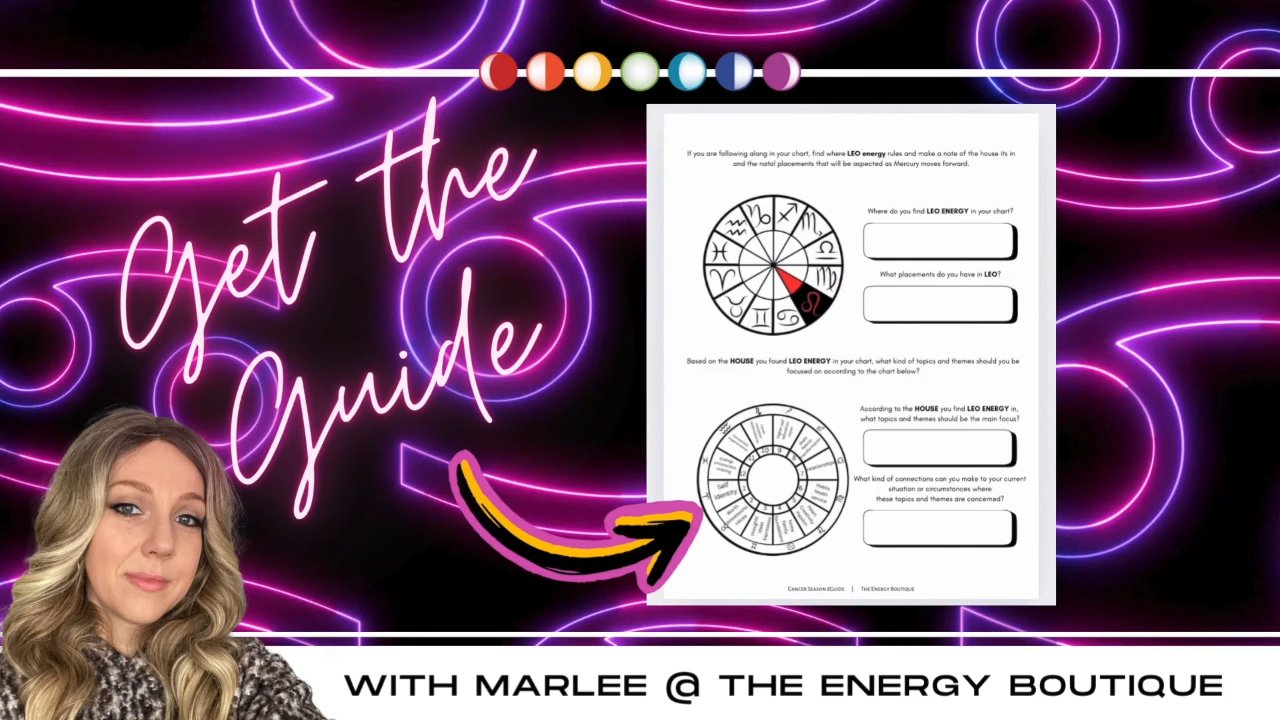 Get the
Guide
If you are following along in your chart, find where LEO energy rules and make a note of the house its in
and the natal placements that will be aspected as Mercury moves forward.
Where do you find LEO ENERGY in your chart?
What placements do you have in LEO?
Based on the HOUSE you found LEO ENERGY in your chart, what kind of topics and themes should you be
focused on according to the chart below?
According to the HOUSE you find LEO ENERGY in,
what topics and themes should be the main focus?
What kind of connections can you make to your current
situation or circumstances where
these topics and themes are concerned?
Self
Identity
Relationships
Habits
health
service
CANCER SEASON I/GUIDE | THE ENERGY BOUTIQUE
WITH MARLEE @ THE ENERGY BOUTIQUE